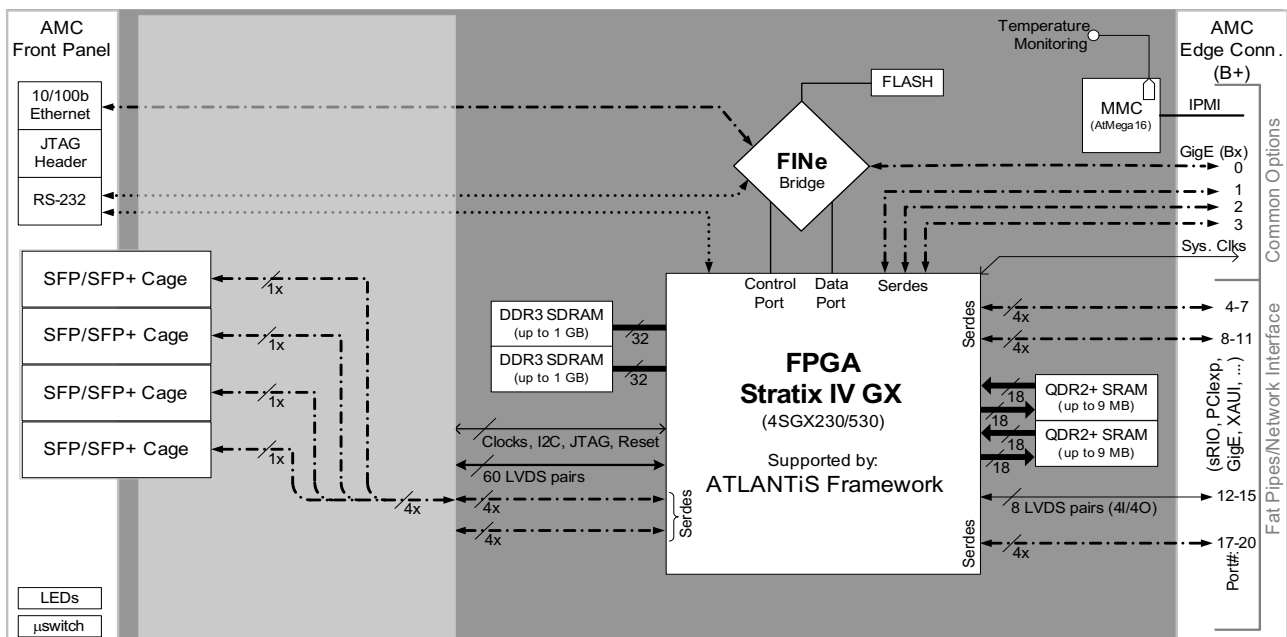 AMC
Front Panel
10/100b
Ethernet
JTAG
Header
RS-232
SFP/SFP+ Cage
1x
SFP/SFP+ Cage
1x
SFP/SFP+ Cage
1x
SFP/SFP+ Cage
1x
4x
LEDs
µswitch
FLASH
FINe
Bridge
Temperature
Monitoring
MMC
(AtMega16)
IPMI
AMC
Edge Conn.
(B+)
GigE (Bx)
0
1
2
3
Sys. Clks
Common Options
Control
Port
Data
Port
Serdes
DDR3 SDRAM
(up to 1 GB)
32
DDR3 SDRAM
(up to 1 GB)
32
Clocks, I2C, JTAG, Reset
60 LVDS pairs
4x
4x
Serdes
FPGA
Stratix IV GX
(4SGX230/530)
Supported by:
ATLANTiS Framework
Serdes
4x
4-7
4x
8-11
18
18
QDR2+ SRAM
(up to 9 MB)
18
18
QDR2+ SRAM
(up to 9 MB)
8 LVDS pairs (4I/4O)
12-15
Serdes
4x
17-20
Port#:
(sRIO, PCIexp,
GigE, XAUI, ...)
Fat Pipes/Network Interface